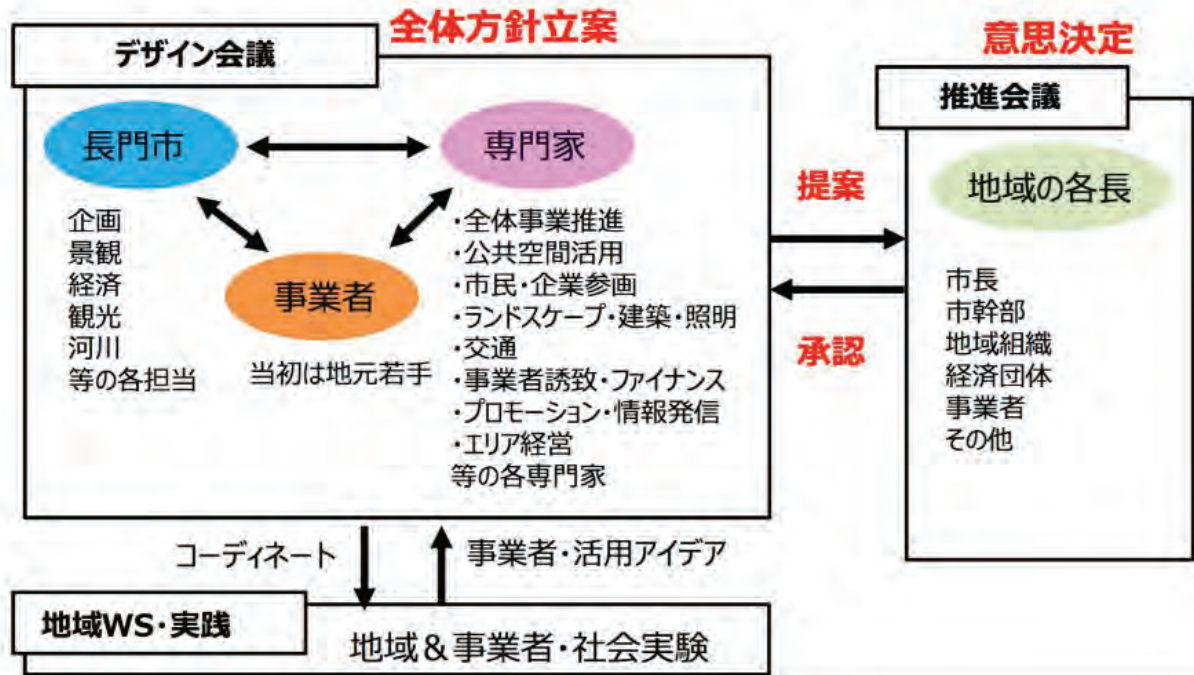 全体方針立案
デザイン会議
長門市
専門家
企画
景観
経済
観光
河川
等の各担当
事業者
当初は地元若手
・全体事業推進
・公共空間活用
・市民・企業参画
・ランドスケープ・建築・照明
・交通
・事業者誘致・ファイナンス
・プロモーション・情報発信
・エリア経営
等の各専門家
提案
承認
意思決定
推進会議
地域の各長
市長
市幹部
地域組織
経済団体
事業者
その他
コーディネート
事業者・活用アイデア
地域WS・実践
地域＆事業者・社会実験